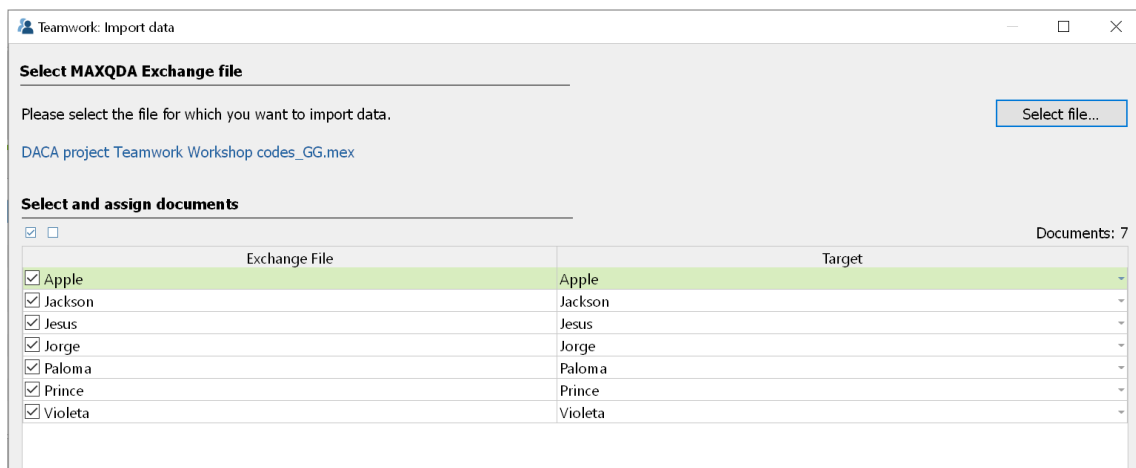 Teamwork: Import data
Select MAXQDA Exchange file
Please select the file for which you want to import data.
Select file...
DACA project Teamwork Workshop codes_GG.mex
Select and assign documents
Documents: 7
Exchange File Target
Apple Apple
Jackson Jackson
Jesus Jesus
Jorge Jorge
Paloma Paloma
Prince Prince
Violeta Violeta